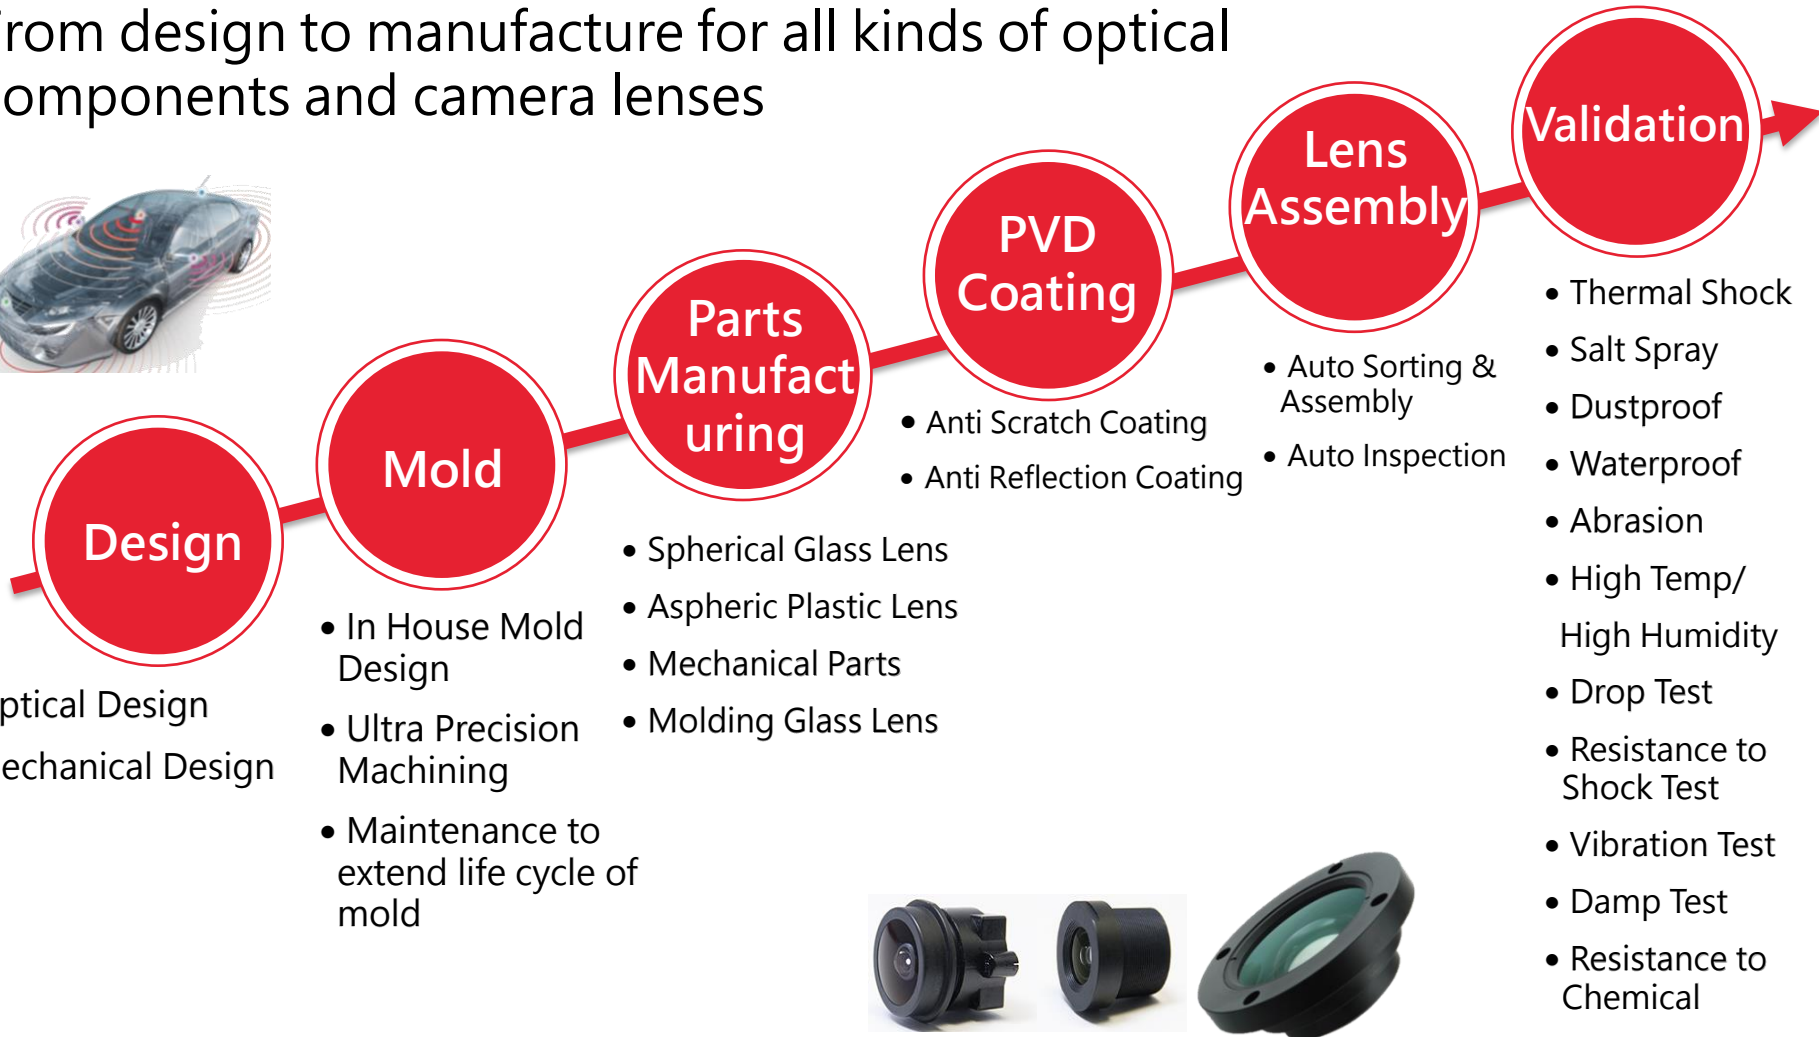 rom design to manufacture for all kinds of optical
omponents and camera lenses
Design
ptical Design
echanical Design
Mold
• In House Mold
Design
• Ultra Precision
Machining
• Maintenance to
extend life cycle of
mold
Parts
Manufact
uring
• Spherical Glass Lens
• Aspheric Plastic Lens
• Mechanical Parts
• Molding Glass Lens
PVD
Coating
• Anti Scratch Coating
• Anti Reflection Coating
Lens
Assembly
• Auto Sorting &
Assembly
• Auto Inspection
Validation
• Thermal Shock
• Salt Spray
• Dustproof
• Waterproof
• Abrasion
• High Temp/
High Humidity
• Drop Test
• Resistance to
Shock Test
• Vibration Test
• Damp Test
• Resistance to
Chemical